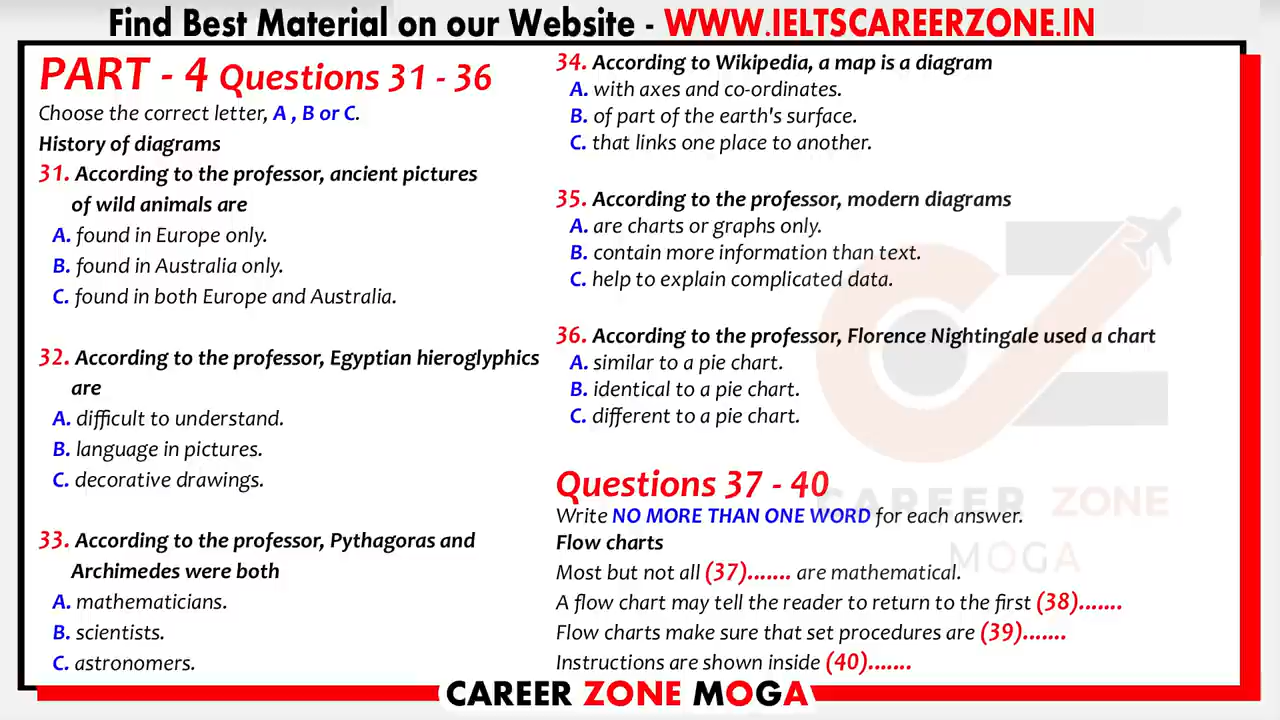 Find Best Material on our Website - WWW.IELTSCAREERZONE.IN
PART - 4 Questions 31 - 36
Choose the correct letter, A , B or C.
History of diagrams
31. According to the professor, ancient pictures
of wild animals are
A. found in Europe only.
B. found in Australia only.
C. found in both Europe and Australia.
32. According to the professor, Egyptian hieroglyphics
are
A. difficult to understand.
B. language in pictures.
C. decorative drawings.
33. According to the professor, Pythagoras and
Archimedes were both
A. mathematicians.
B. scientists.
C. astronomers.
34. According to Wikipedia, a map is a diagram
A. with axes and co-ordinates.
B. of part of the earth's surface.
C. that links one place to another.
35. According to the professor, modern diagrams
A. are charts or graphs only.
B. contain more information than text.
C. help to explain complicated data.
36. According to the professor, Florence Nightingale used a chart
A. similar to a pie chart.
B. identical to a pie chart.
C. different to a pie chart.
Questions 37 - 40
Write NO MORE THAN ONE WORD for each answer.
Flow charts
Most but not all (37)....... are mathematical.
A flow chart may tell the reader to return to the first (38).......
Flow charts make sure that set procedures are (39).......
Instructions are shown inside (40).......
CAREER ZONE
MOGA
CAREER ZONE MOGA